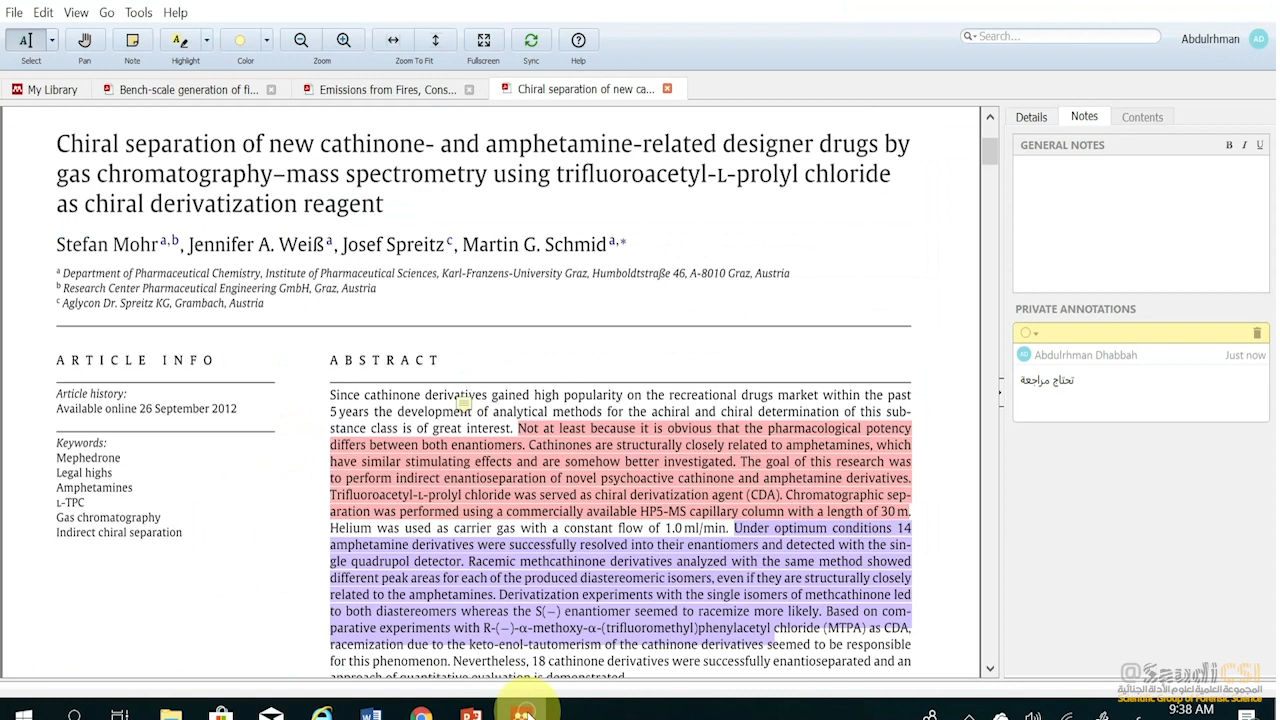 File Edit View Go Tools Help
Select Pan Note Highlight Color Zoom Zoom To Fit Fullscreen Sync Help
Search...
Abdulrhman AD
My Library Bench-scale generation of fi... Emissions from Fires, Cons... Chiral separation of new ca...
Chiral separation of new cathinone- and amphetamine-related designer drugs by
gas chromatography–mass spectrometry using trifluoroacetyl-ʟ-prolyl chloride
as chiral derivatization reagent
Stefan Mohr a,b, Jennifer A. Weiß a, Josef Spreitz c, Martin G. Schmid a,*
a Department of Pharmaceutical Chemistry, Institute of Pharmaceutical Sciences, Karl-Franzens-University Graz, Humboldtstraße 46, A-8010 Graz, Austria
b Research Center Pharmaceutical Engineering GmbH, Graz, Austria
c Aglycon Dr. Spreitz KG, Grambach, Austria
ARTICLE INFO
Article history:
Available online 26 September 2012
Keywords:
Mephedrone
Legal highs
Amphetamines
ʟ-TPC
Gas chromatography
Indirect chiral separation
ABSTRACT
Since cathinone derivatives gained high popularity on the recreational drugs market within the past
5 years the development of analytical methods for the achiral and chiral determination of this sub-
stance class is of great interest. Not at least because it is obvious that the pharmacological potency
differs between both enantiomers. Cathinones are structurally closely related to amphetamines, which
have similar stimulating effects and are somehow better investigated. The goal of this research was
to perform indirect enantioseparation of novel psychoactive cathinone and amphetamine derivatives.
Trifluoroacetyl-ʟ-prolyl chloride was served as chiral derivatization agent (CDA). Chromatographic sep-
aration was performed using a commercially available HP5-MS capillary column with a length of 30 m.
Helium was used as carrier gas with a constant flow of 1.0 ml/min. Under optimum conditions 14
amphetamine derivatives were successfully resolved into their enantiomers and detected with the sin-
gle quadrupol detector. Racemic methcathinone derivatives analyzed with the same method showed
different peak areas for each of the produced diastereomeric isomers, even if they are structurally closely
related to the amphetamines. Derivatization experiments with the single isomers of methcathinone led
to both diastereomers whereas the S(−) enantiomer seemed to racemize more likely. Based on com-
parative experiments with R-(−)-α-methoxy-α-(trifluoromethyl)phenylacetyl chloride (MTPA) as CDA,
racemization due to the keto-enol-tautomerism of the cathinone derivatives seemed to be responsible
for this phenomenon. Nevertheless, 18 cathinone derivatives were successfully enantioseparated and an
approach of quantitative evaluation is demonstrated.
Details Notes Contents
GENERAL NOTES B I U
PRIVATE ANNOTATIONS
AD Abdulrhman Dhabbah Just now
تحتاج مراجعة
@SaudiCSI
المجموعة العلمية لعلوم الأدلة الجنائية
Scientific Group of Forensic Science
9:38 AM